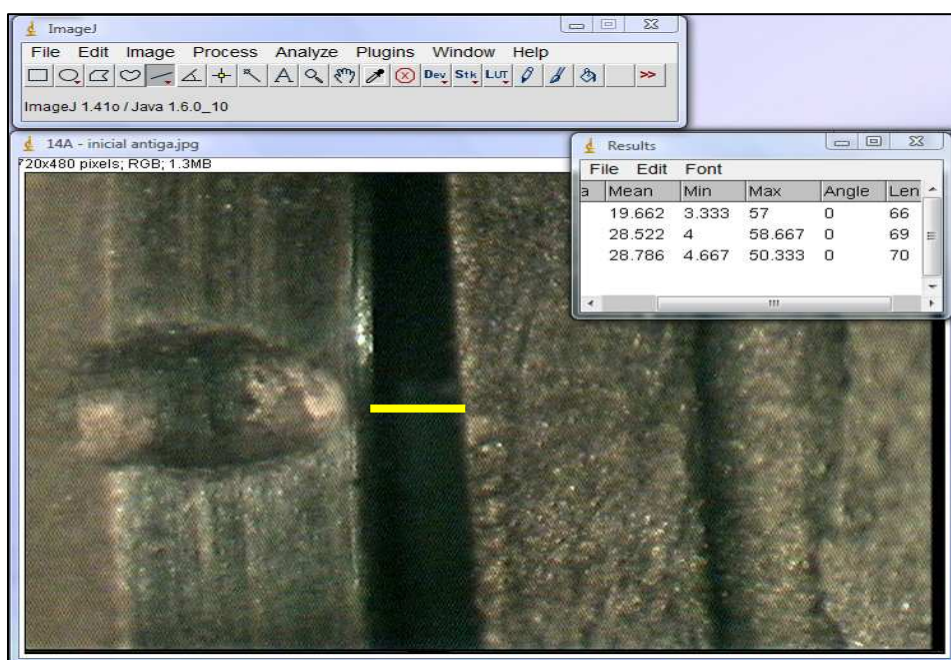 ImageJ
File Edit Image Process Analyze Plugins Window Help
A Dev Stk LUT >>
ImageJ 1.41o / Java 1.6.0_10
14A - inicial antiga.jpg
720x480 pixels; RGB; 1.3MB
Results
File Edit Font
a Mean Min Max Angle Len
19.662 3.333 57 0 66
28.522 4 58.667 0 69
28.786 4.667 50.333 0 70